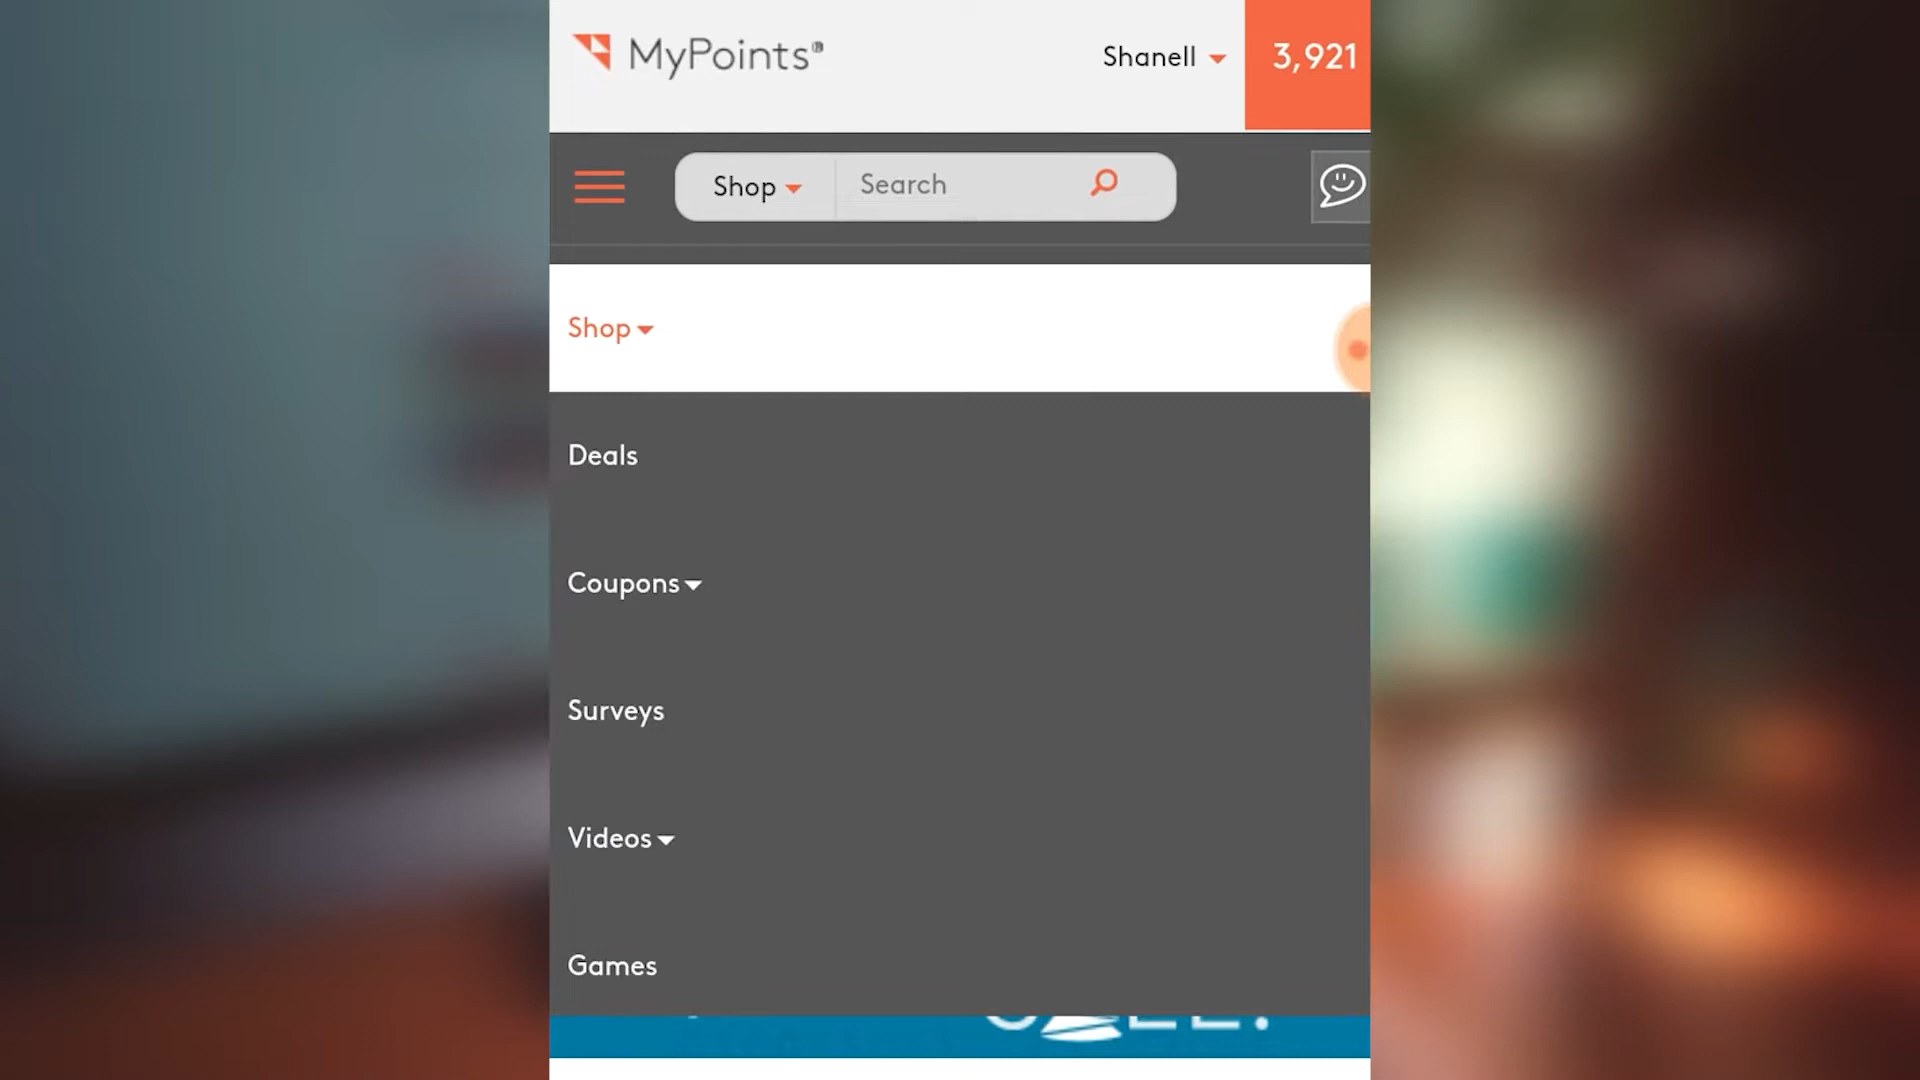 MyPoints®
Shanell
3,921
Shop
Search
Shop
Deals
Coupons
Surveys
Videos
Games